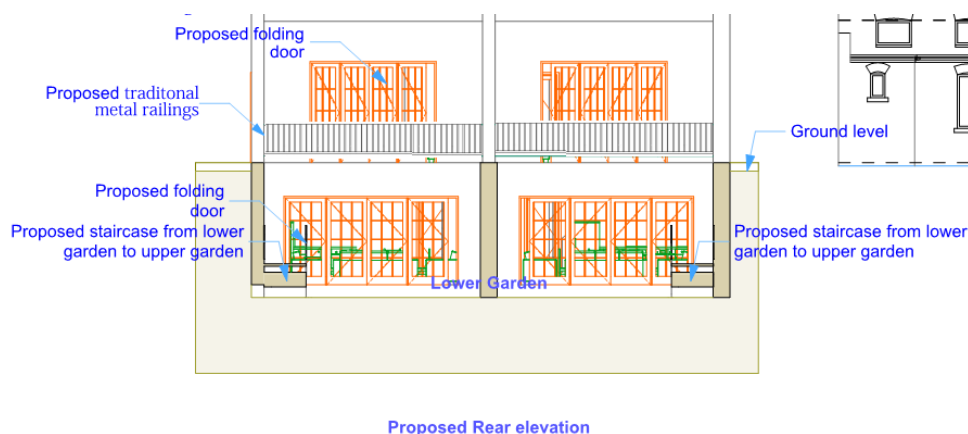 Proposed folding
door
Proposed traditonal
metal railings
Ground level
Proposed folding
door
Proposed staircase from lower
garden to upper garden
Proposed staircase from lower
garden to upper garden
Lower Garden
Proposed Rear elevation